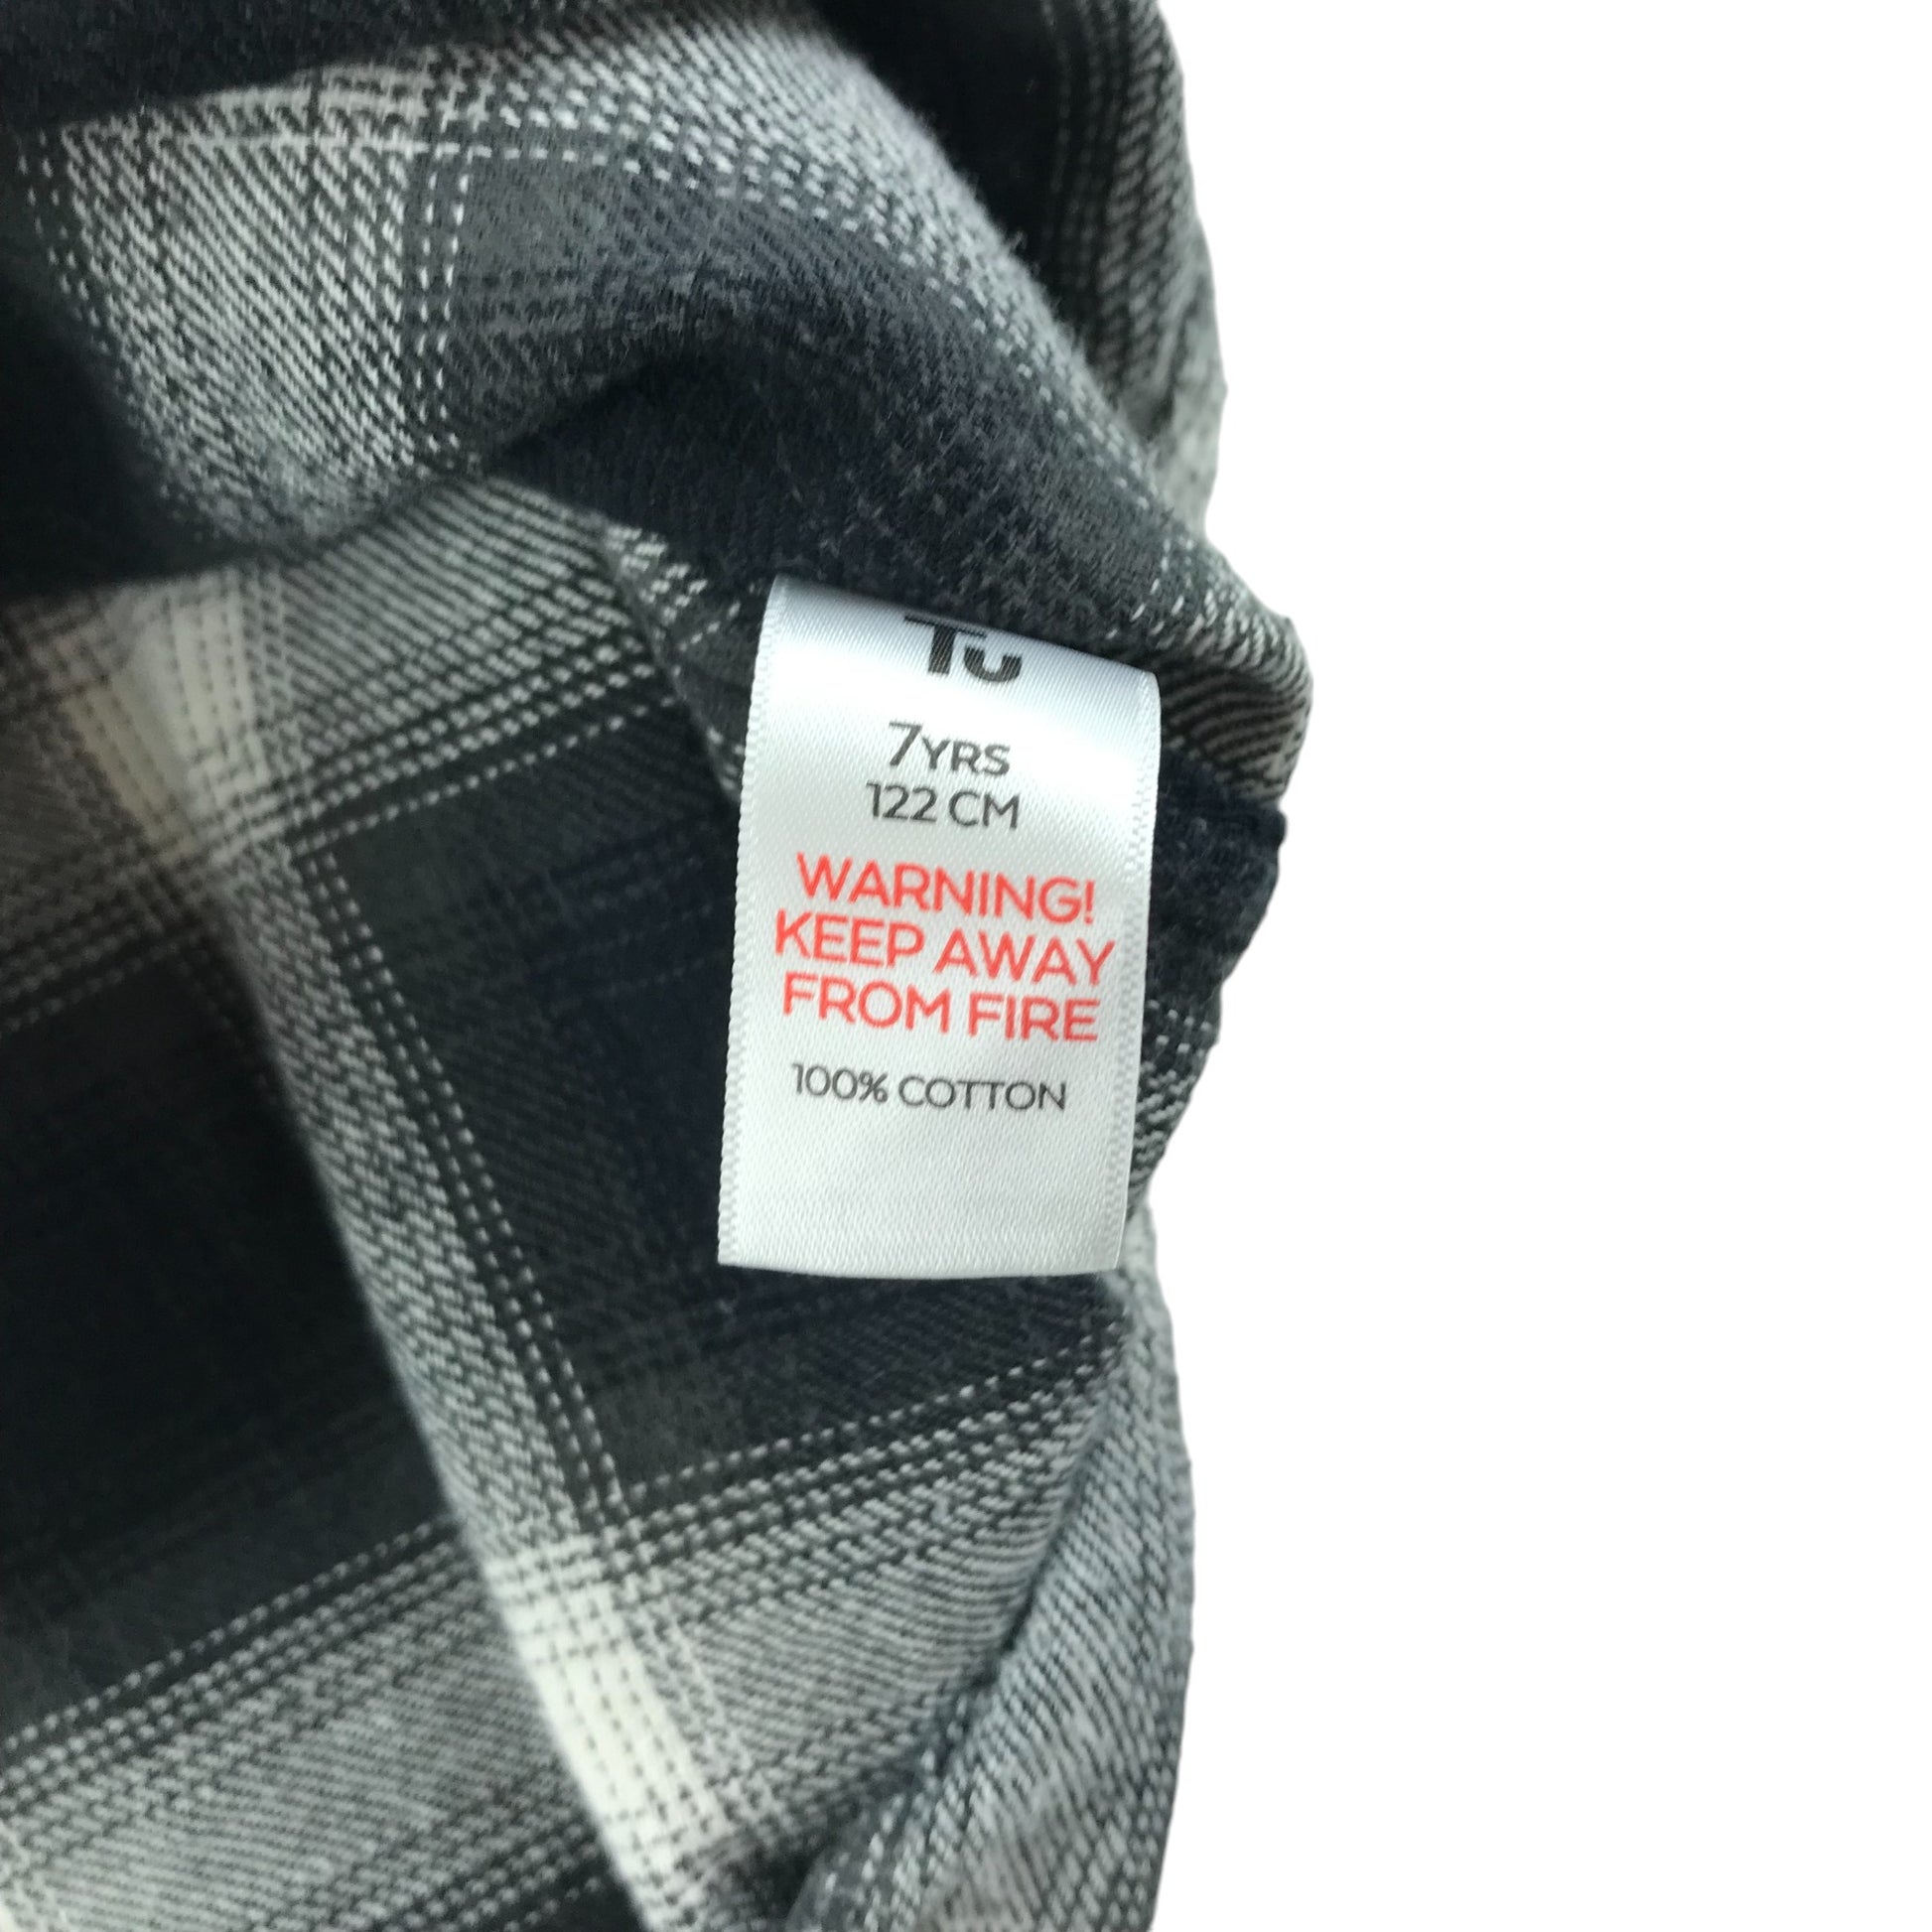 Tu
7YRS
122 CM
WARNING!
KEEP AWAY
FROM FIRE
100% COTTON